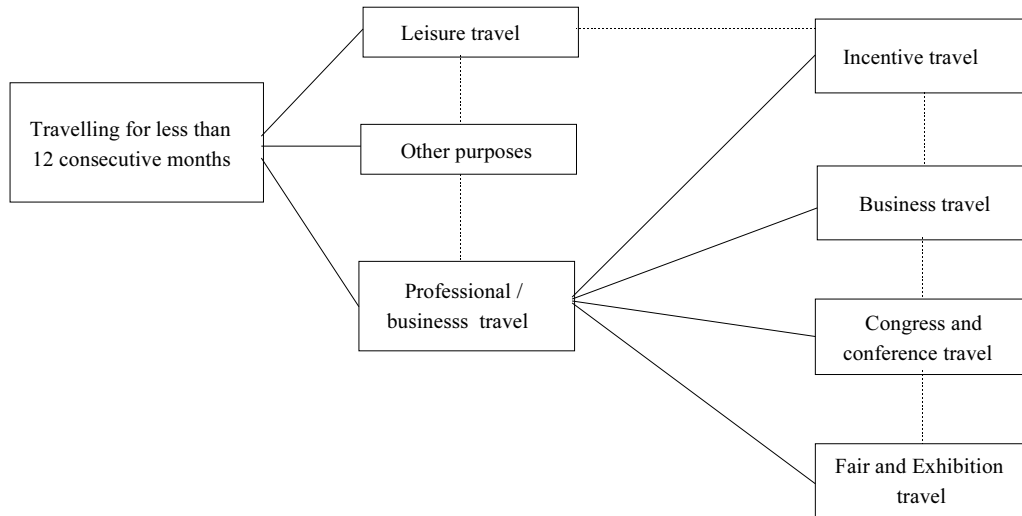 Leisure travel
Incentive travel
Travelling for less than
12 consecutive months
Other purposes
Business travel
Professional /
businesss travel
Congress and
conference travel
Fair and Exhibition
travel